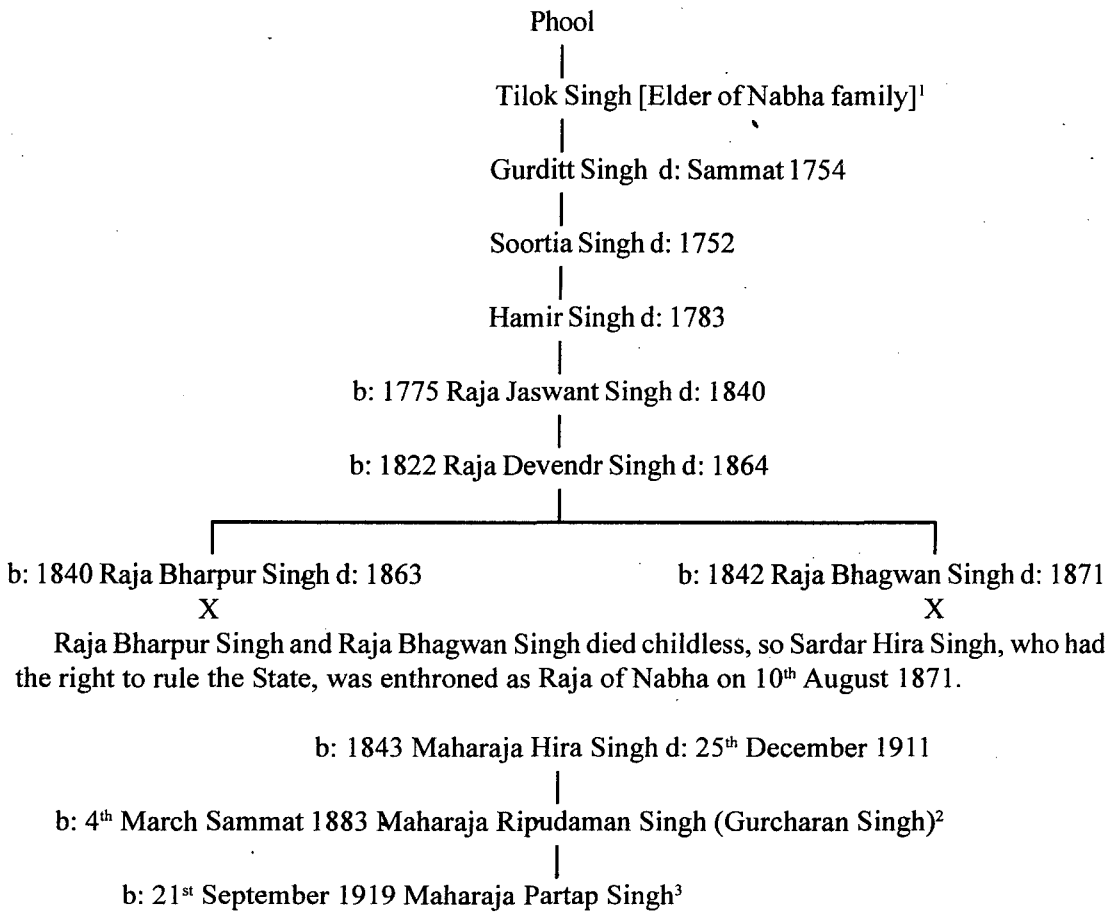 Phool
Tilok Singh [Elder of Nabha family]¹
Gurditt Singh d: Sammat 1754
Soortia Singh d: 1752
Hamir Singh d: 1783
b: 1775 Raja Jaswant Singh d: 1840
b: 1822 Raja Devendr Singh d: 1864
b: 1840 Raja Bharpur Singh d: 1863 b: 1842 Raja Bhagwan Singh d: 1871
X X
Raja Bharpur Singh and Raja Bhagwan Singh died childless, so Sardar Hira Singh, who had
the right to rule the State, was enthroned as Raja of Nabha on 10th August 1871.
b: 1843 Maharaja Hira Singh d: 25th December 1911
b: 4th March Sammat 1883 Maharaja Ripudaman Singh (Gurcharan Singh)²
b: 21st September 1919 Maharaja Partap Singh³